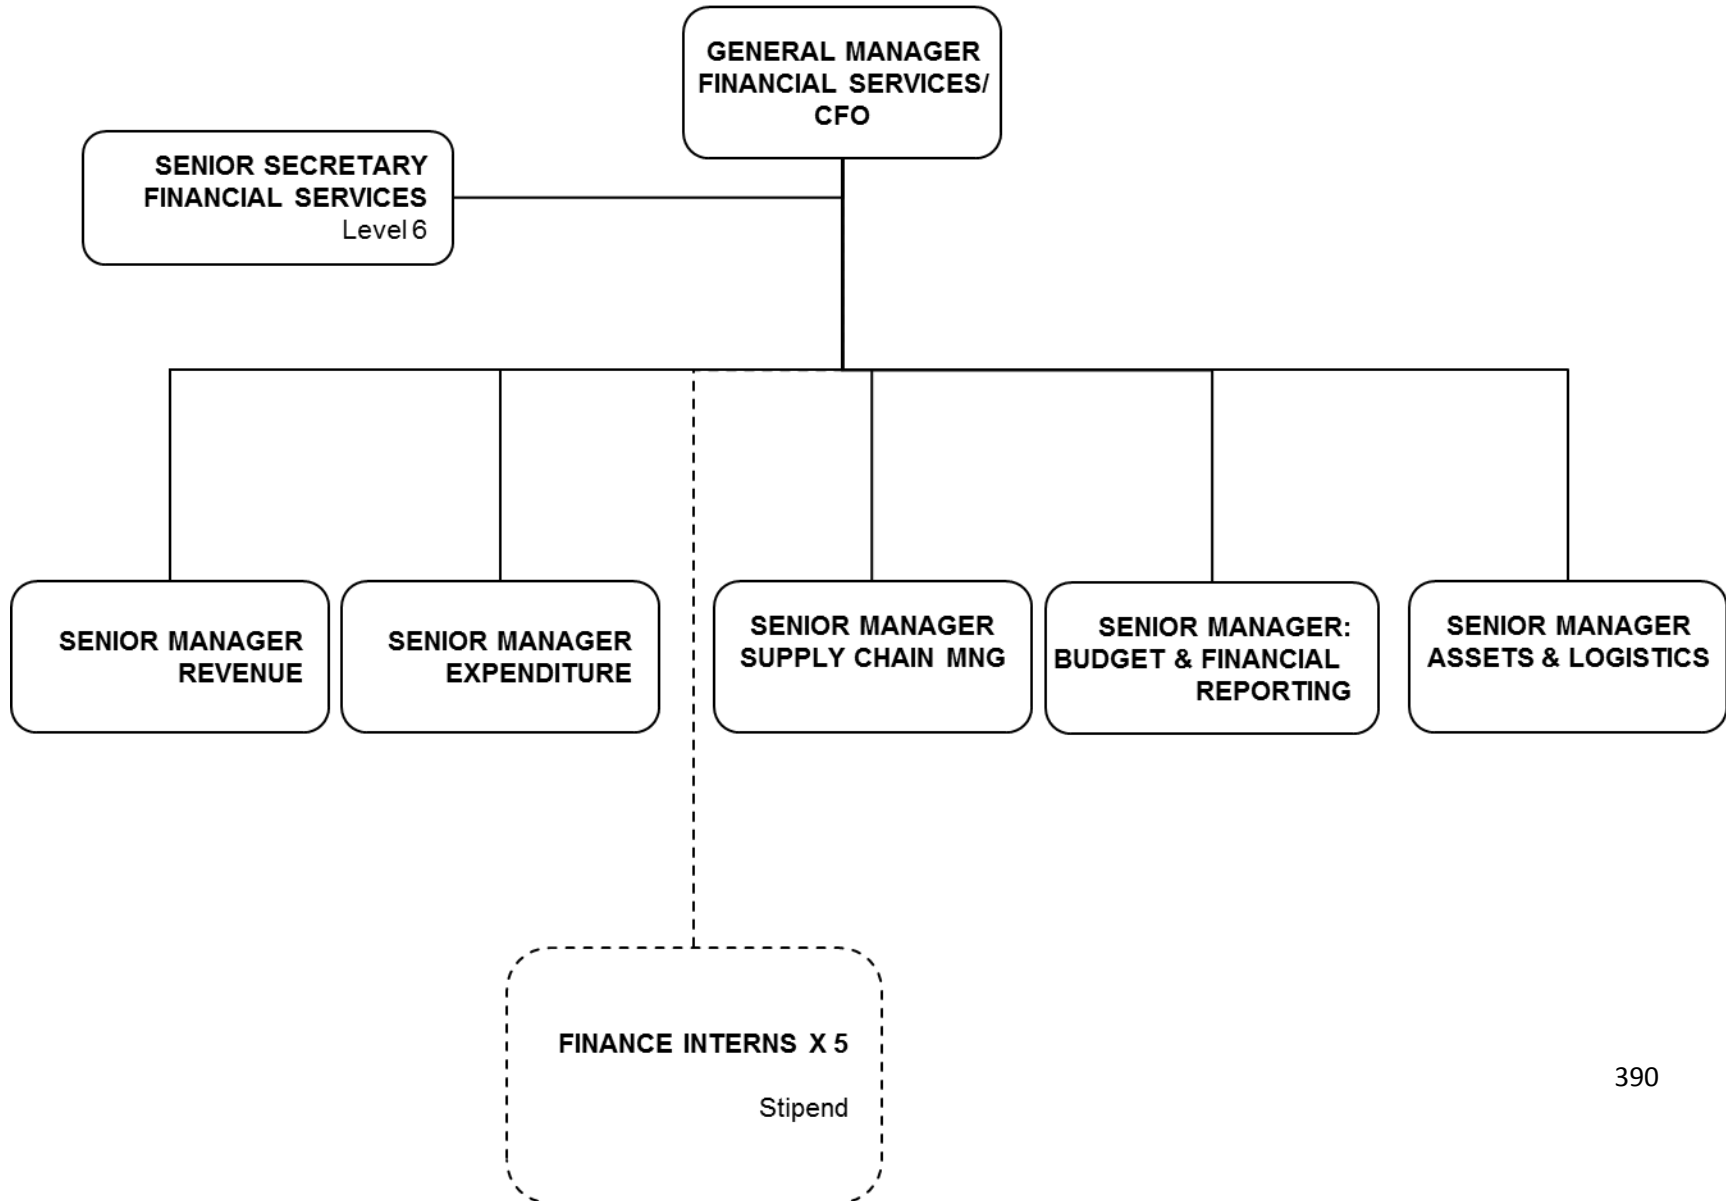 GENERAL MANAGER
FINANCIAL SERVICES/
CFO
SENIOR SECRETARY
FINANCIAL SERVICES
Level 6
SENIOR MANAGER
REVENUE
SENIOR MANAGER
EXPENDITURE
SENIOR MANAGER
SUPPLY CHAIN MNG
SENIOR MANAGER:
BUDGET & FINANCIAL
REPORTING
SENIOR MANAGER
ASSETS & LOGISTICS
FINANCE INTERNS X 5
Stipend
390